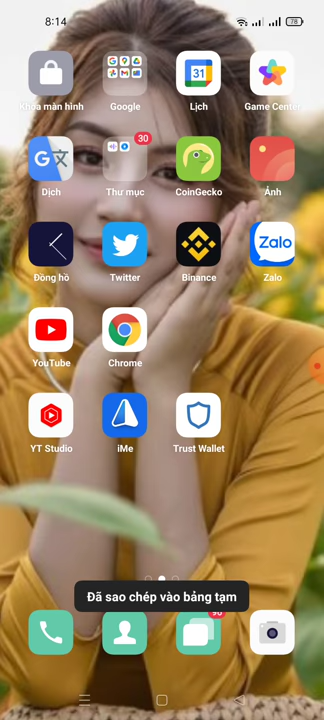 8:14
78
Khóa màn hình
Google
Lịch
31
Game Center
30
Dịch
Thư mục
CoinGecko
Ảnh
Zalo
Đồng hồ
Twitter
Binance
Zalo
YouTube
Chrome
YT Studio
iMe
Trust Wallet
Đã sao chép vào bảng tạm
90